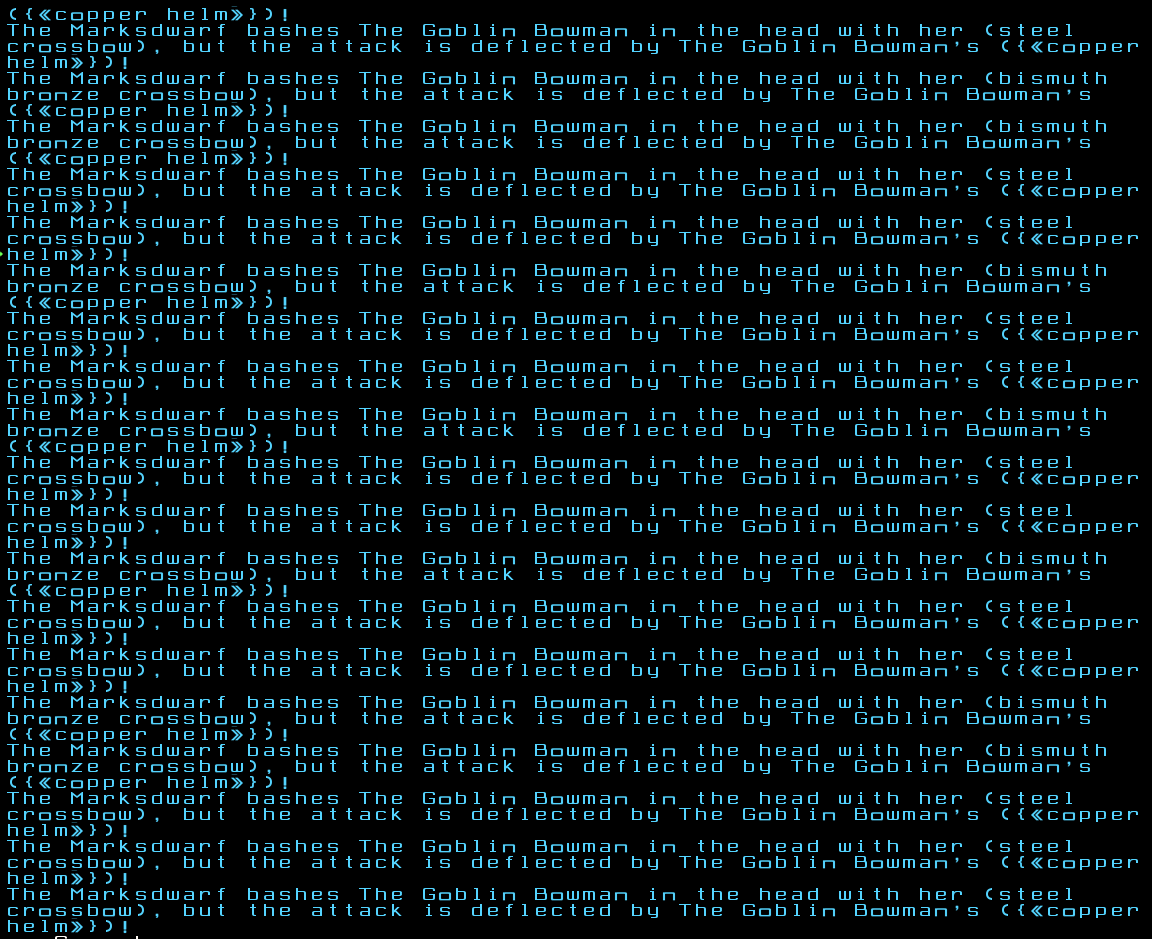 ({«copper helm»})!
The Marksdwarf bashes The Goblin Bowman in the head with her (steel
crossbow), but the attack is deflected by The Goblin Bowman's ({«copper
helm»})!
The Marksdwarf bashes The Goblin Bowman in the head with her (bismuth
bronze crossbow), but the attack is deflected by The Goblin Bowman's
({«copper helm»})!
The Marksdwarf bashes The Goblin Bowman in the head with her (bismuth
bronze crossbow), but the attack is deflected by The Goblin Bowman's
({«copper helm»})!
The Marksdwarf bashes The Goblin Bowman in the head with her (steel
crossbow), but the attack is deflected by The Goblin Bowman's ({«copper
helm»})!
The Marksdwarf bashes The Goblin Bowman in the head with her (steel
crossbow), but the attack is deflected by The Goblin Bowman's ({«copper
helm»})!
The Marksdwarf bashes The Goblin Bowman in the head with her (bismuth
bronze crossbow), but the attack is deflected by The Goblin Bowman's
({«copper helm»})!
The Marksdwarf bashes The Goblin Bowman in the head with her (steel
crossbow), but the attack is deflected by The Goblin Bowman's ({«copper
helm»})!
The Marksdwarf bashes The Goblin Bowman in the head with her (steel
crossbow), but the attack is deflected by The Goblin Bowman's ({«copper
helm»})!
The Marksdwarf bashes The Goblin Bowman in the head with her (bismuth
bronze crossbow), but the attack is deflected by The Goblin Bowman's
({«copper helm»})!
The Marksdwarf bashes The Goblin Bowman in the head with her (steel
crossbow), but the attack is deflected by The Goblin Bowman's ({«copper
helm»})!
The Marksdwarf bashes The Goblin Bowman in the head with her (steel
crossbow), but the attack is deflected by The Goblin Bowman's ({«copper
helm»})!
The Marksdwarf bashes The Goblin Bowman in the head with her (bismuth
bronze crossbow), but the attack is deflected by The Goblin Bowman's
({«copper helm»})!
The Marksdwarf bashes The Goblin Bowman in the head with her (steel
crossbow), but the attack is deflected by The Goblin Bowman's ({«copper
helm»})!
The Marksdwarf bashes The Goblin Bowman in the head with her (steel
crossbow), but the attack is deflected by The Goblin Bowman's ({«copper
helm»})!
The Marksdwarf bashes The Goblin Bowman in the head with her (bismuth
bronze crossbow), but the attack is deflected by The Goblin Bowman's
({«copper helm»})!
The Marksdwarf bashes The Goblin Bowman in the head with her (bismuth
bronze crossbow), but the attack is deflected by The Goblin Bowman's
({«copper helm»})!
The Marksdwarf bashes The Goblin Bowman in the head with her (steel
crossbow), but the attack is deflected by The Goblin Bowman's ({«copper
helm»})!
The Marksdwarf bashes The Goblin Bowman in the head with her (steel
crossbow), but the attack is deflected by The Goblin Bowman's ({«copper
helm»})!
The Marksdwarf bashes The Goblin Bowman in the head with her (steel
crossbow), but the attack is deflected by The Goblin Bowman's ({«copper
helm»})!